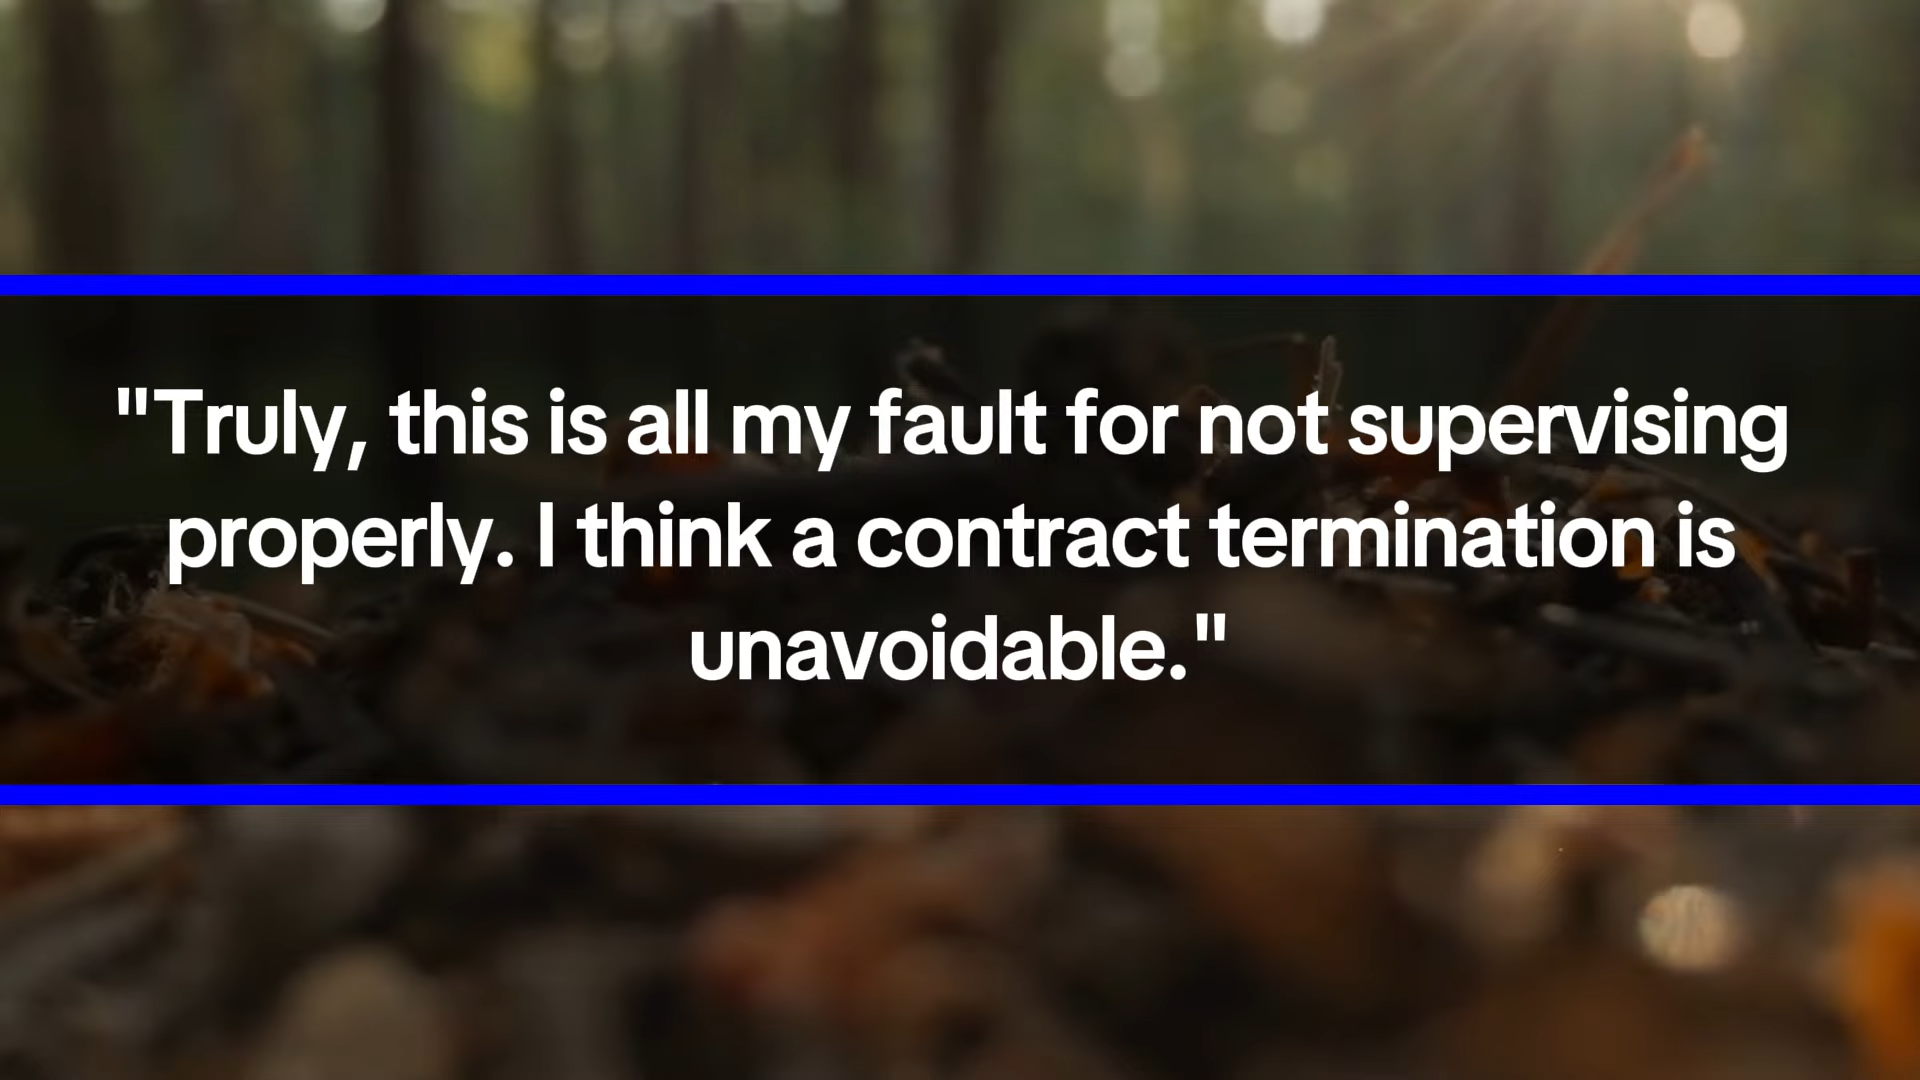 "Truly, this is all my fault for not supervising
properly. I think a contract termination is
unavoidable."